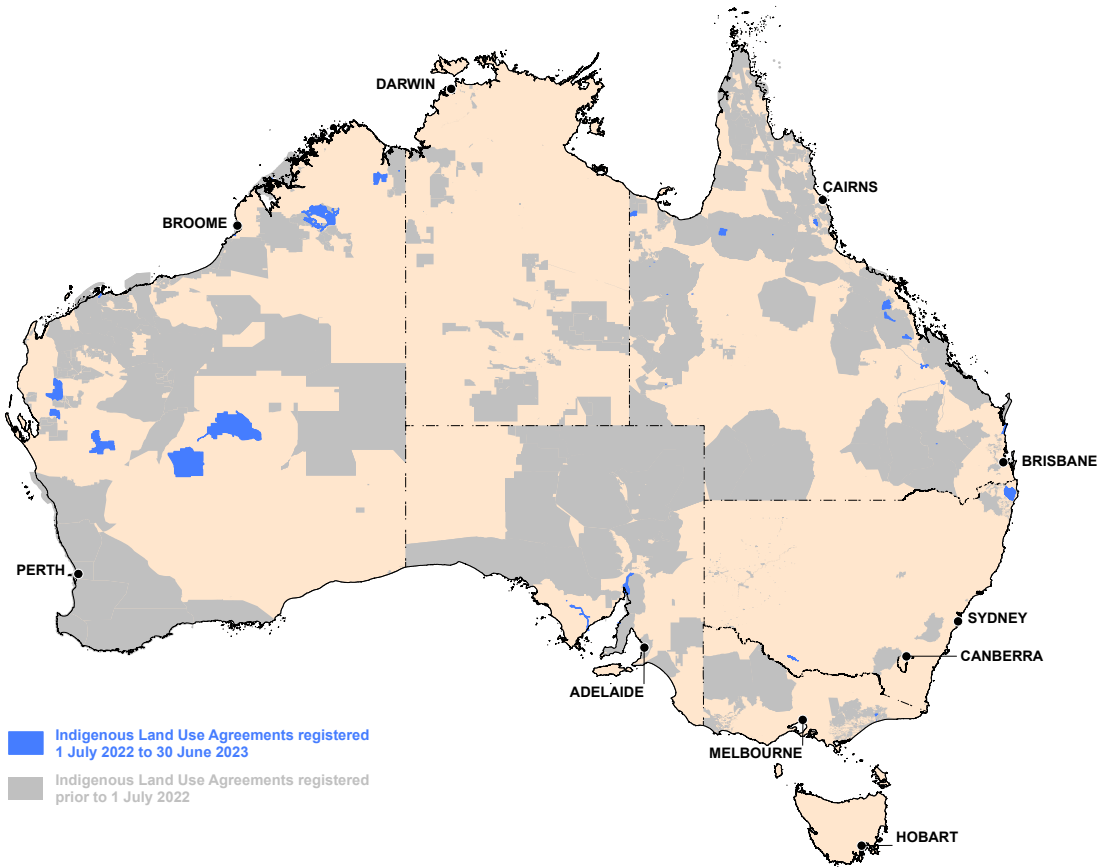 DARWIN
CAIRNS
BROOME
BRISBANE
PERTH
SYDNEY
CANBERRA
ADELAIDE
MELBOURNE
HOBART
Indigenous Land Use Agreements registered
1 July 2022 to 30 June 2023
Indigenous Land Use Agreements registered
prior to 1 July 2022